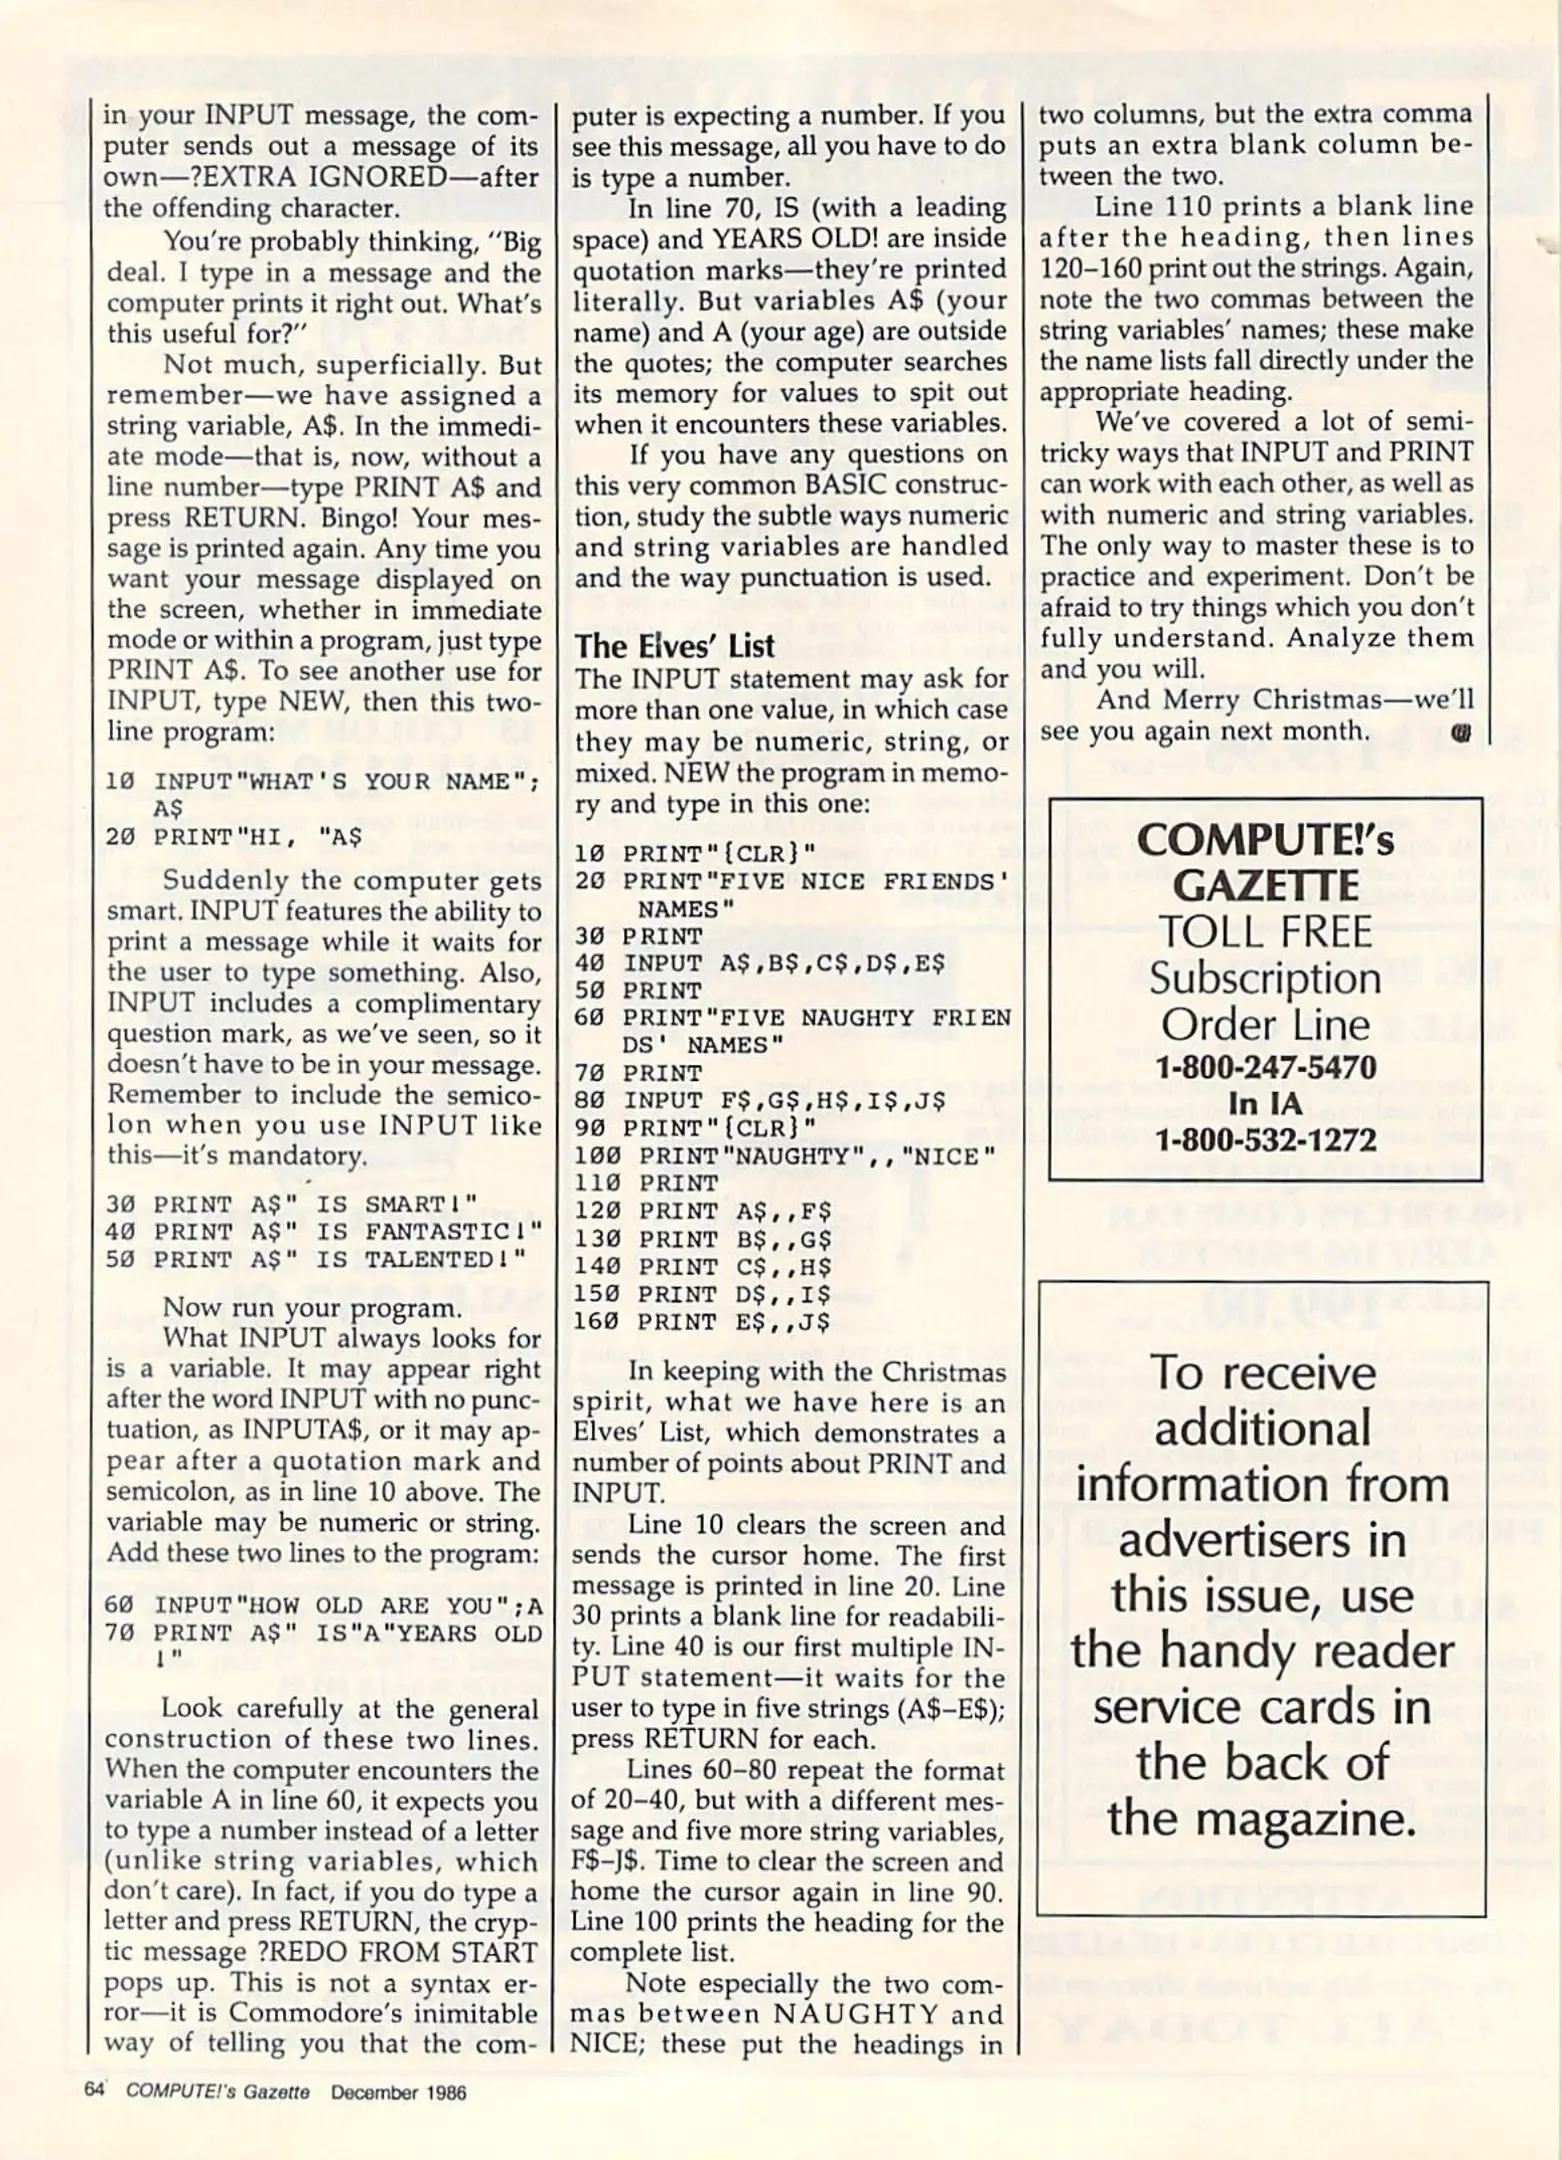 in your INPUT message, the com-
puter sends out a message of its
own—?EXTRA IGNORED—after
the offending character.
You're probably thinking, "Big
deal. I type in a message and the
computer prints it right out. What's
this useful for?"
Not much, superficially. But
remember—we have assigned a
string variable, A$. In the immedi-
ate mode—that is, now, without a
line number—type PRINT A$ and
press RETURN. Bingo! Your mes-
sage is printed again. Any time you
want your message displayed on
the screen, whether in immediate
mode or within a program, just type
PRINT A$. To see another use for
INPUT, type NEW, then this two-
line program:
10 INPUT"WHAT'S YOUR NAME";
A$
20 PRINT"HI, "A$
Suddenly the computer gets
smart. INPUT features the ability to
print a message while it waits for
the user to type something. Also,
INPUT includes a complimentary
question mark, as we've seen, so it
doesn't have to be in your message.
Remember to include the semico-
lon when you use INPUT like
this—it's mandatory.
30 PRINT A$" IS SMART!"
40 PRINT A$" IS FANTASTIC!"
50 PRINT A$" IS TALENTED!"
Now run your program.
What INPUT always looks for
is a variable. It may appear right
after the word INPUT with no punc-
tuation, as INPUTA$, or it may ap-
pear after a quotation mark and
semicolon, as in line 10 above. The
variable may be numeric or string.
Add these two lines to the program:
60 INPUT"HOW OLD ARE YOU";A
70 PRINT A$" IS"A"YEARS OLD
!"
Look carefully at the general
construction of these two lines.
When the computer encounters the
variable A in line 60, it expects you
to type a number instead of a letter
(unlike string variables, which
don't care). In fact, if you do type a
letter and press RETURN, the cryp-
tic message ?REDO FROM START
pops up. This is not a syntax er-
ror—it is Commodore's inimitable
way of telling you that the com-
puter is expecting a number. If you
see this message, all you have to do
is type a number.
In line 70, IS (with a leading
space) and YEARS OLD! are inside
quotation marks—they're printed
literally. But variables A$ (your
name) and A (your age) are outside
the quotes; the computer searches
its memory for values to spit out
when it encounters these variables.
If you have any questions on
this very common BASIC construc-
tion, study the subtle ways numeric
and string variables are handled
and the way punctuation is used.
The Elves' List
The INPUT statement may ask for
more than one value, in which case
they may be numeric, string, or
mixed. NEW the program in memo-
ry and type in this one:
10 PRINT"{CLR}"
20 PRINT"FIVE NICE FRIENDS'
NAMES"
30 PRINT
40 INPUT A$,B$,C$,D$,E$
50 PRINT
60 PRINT"FIVE NAUGHTY FRIEN
DS' NAMES"
70 PRINT
80 INPUT F$,G$,H$,I$,J$
90 PRINT"{CLR}"
100 PRINT"NAUGHTY",,"NICE"
110 PRINT
120 PRINT A$,,F$
130 PRINT B$,,G$
140 PRINT C$,,H$
150 PRINT D$,,I$
160 PRINT E$,,J$
In keeping with the Christmas
spirit, what we have here is an
Elves' List, which demonstrates a
number of points about PRINT and
INPUT.
Line 10 clears the screen and
sends the cursor home. The first
message is printed in line 20. Line
30 prints a blank line for readabili-
ty. Line 40 is our first multiple IN-
PUT statement—it waits for the
user to type in five strings (A$–E$);
press RETURN for each.
Lines 60–80 repeat the format
of 20–40, but with a different mes-
sage and five more string variables,
F$–J$. Time to clear the screen and
home the cursor again in line 90.
Line 100 prints the heading for the
complete list.
Note especially the two com-
mas between NAUGHTY and
NICE; these put the headings in
two columns, but the extra comma
puts an extra blank column be-
tween the two.
Line 110 prints a blank line
after the heading, then lines
120–160 print out the strings. Again,
note the two commas between the
string variables' names; these make
the name lists fall directly under the
appropriate heading.
We've covered a lot of semi-
tricky ways that INPUT and PRINT
can work with each other, as well as
with numeric and string variables.
The only way to master these is to
practice and experiment. Don't be
afraid to try things which you don't
fully understand. Analyze them
and you will.
And Merry Christmas—we'll
see you again next month.
COMPUTE!'s
GAZETTE
TOLL FREE
Subscription
Order Line
1-800-247-5470
In IA
1-800-532-1272
To receive
additional
information from
advertisers in
this issue, use
the handy reader
service cards in
the back of
the magazine.
64 COMPUTE!'s Gazette December 1986